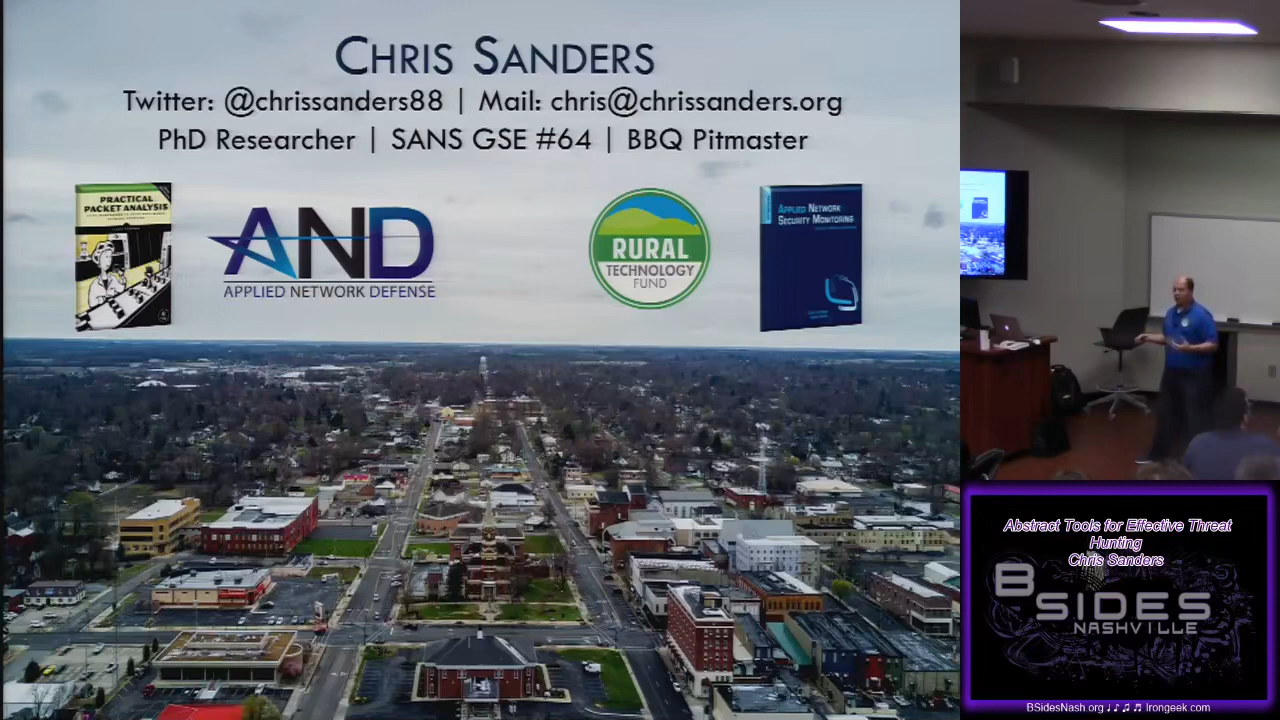 CHRIS SANDERS
Twitter: @chrissanders88 | Mail: chris@chrissanders.org
PhD Researcher | SANS GSE #64 | BBQ Pitmaster
PRACTICAL
PACKET ANALYSIS
AND
APPLIED NETWORK DEFENSE
RURAL
TECHNOLOGY
FUND
APPLIED NETWORK
SECURITY MONITORING
Abstract Tools for Effective Threat
Hunting
Chris Sanders
BSIDES
NASHVILLE
BSidesNash.org ♩♪♫♫ Irongeek.com